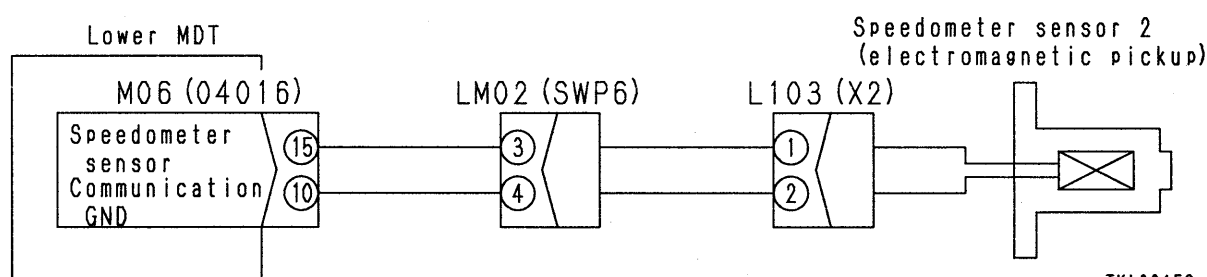 Lower MDT
Speedometer sensor 2
(electromagnetic pickup)
M06 (04016)
LM02 (SWP6)
L103 (X2)
Speedometer
sensor
Communication
GND
15
10
3
4
1
2